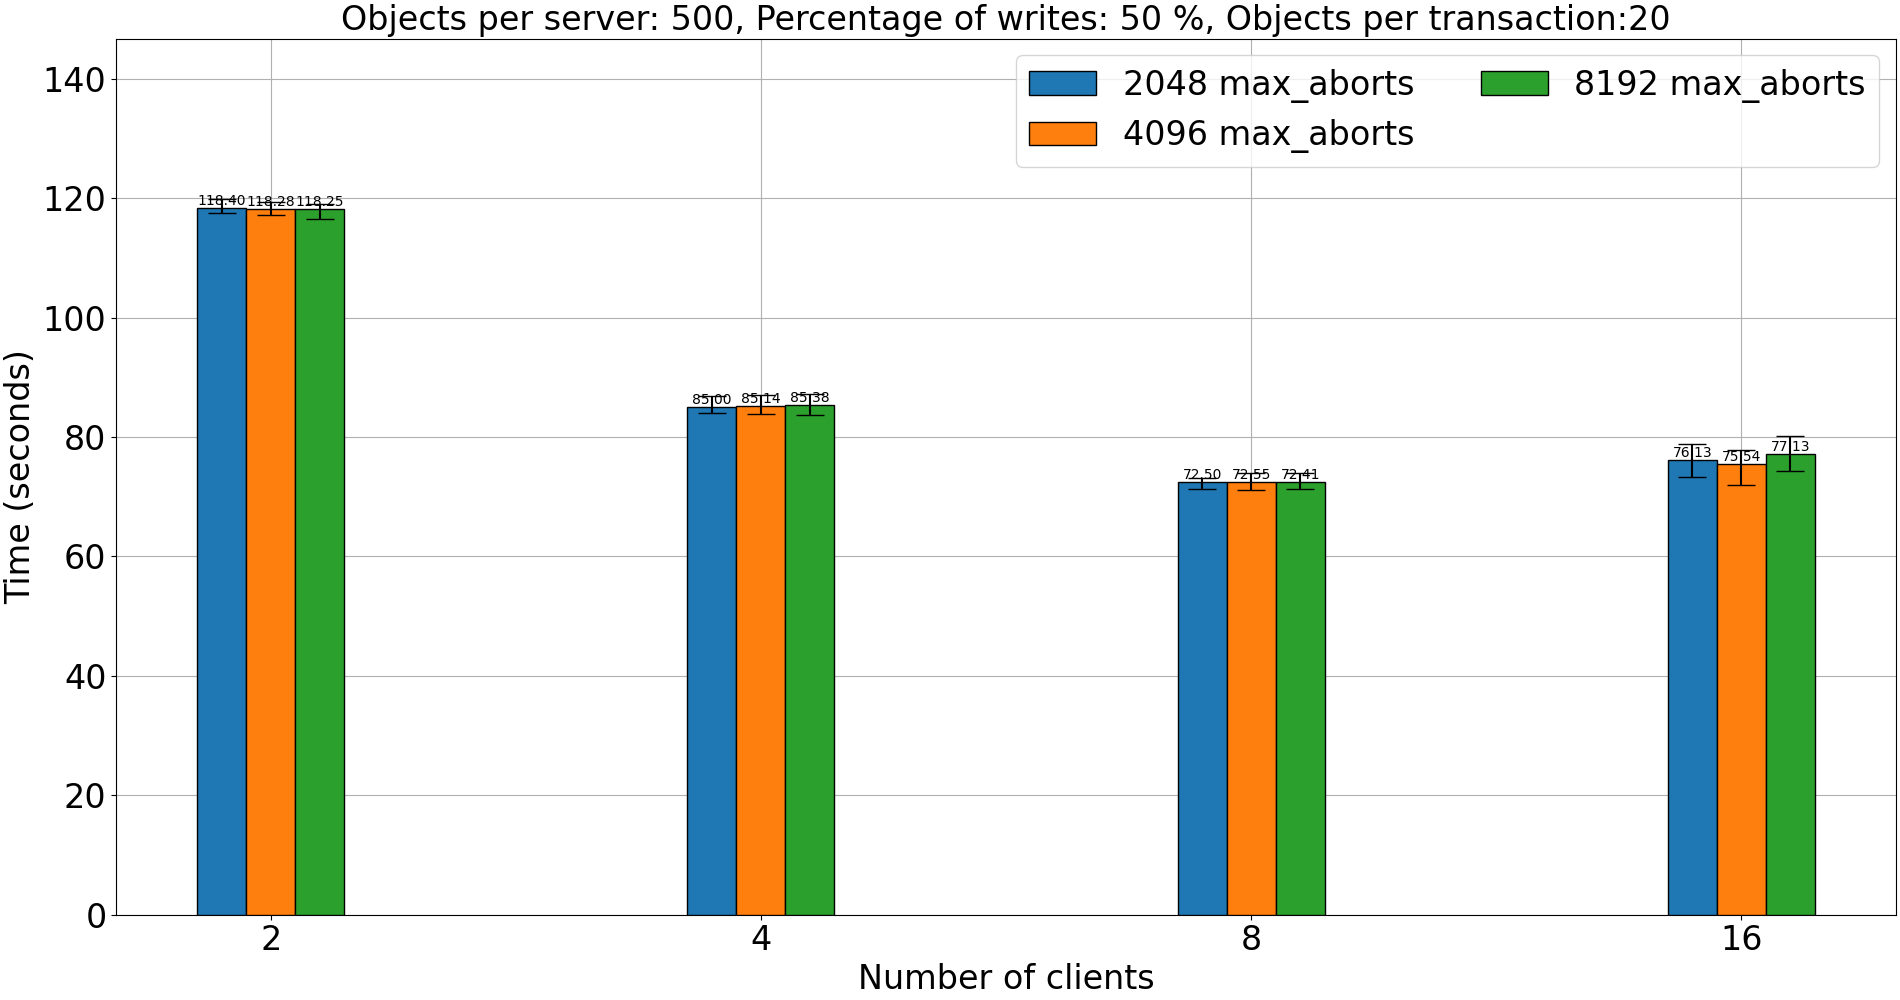 Objects per server: 500, Percentage of writes: 50 %, Objects per transaction:20
2048 max_aborts
4096 max_aborts
8192 max_aborts
Time (seconds)
140
120
100
80
60
40
20
0
118.40 118.28 118.25
85.00 85.14 85.38
72.50 72.55 72.41
76.13 75.54 77.13
2 4 8 16
Number of clients